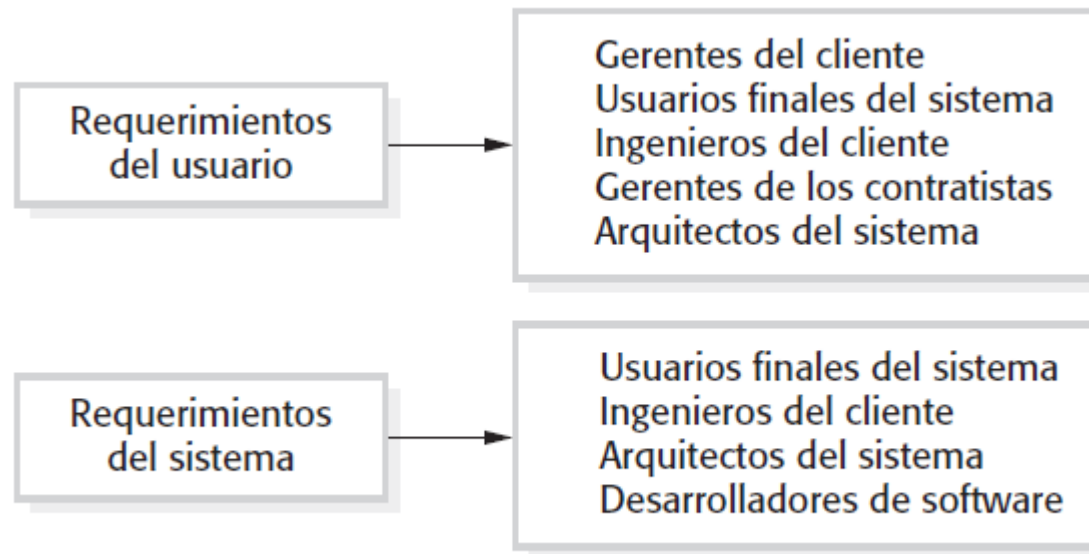 Requerimientos
del usuario
Gerentes del cliente
Usuarios finales del sistema
Ingenieros del cliente
Gerentes de los contratistas
Arquitectos del sistema
Requerimientos
del sistema
Usuarios finales del sistema
Ingenieros del cliente
Arquitectos del sistema
Desarrolladores de software